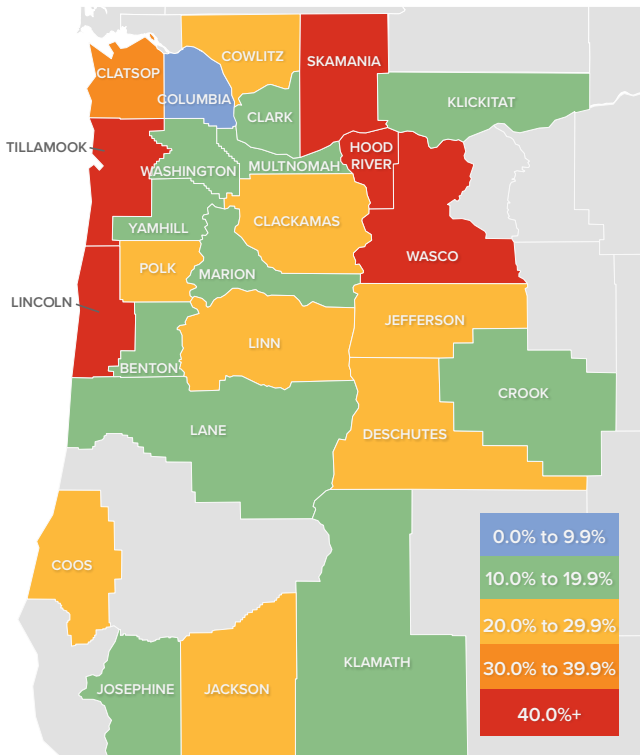 COWLITZ
SKAMANIA
CLATSOP
COLUMBIA
KLICKITAT
CLARK
TILLAMOOK
HOOD
RIVER
MULTNOMAH
WASHINGTON
CLACKAMAS
YAMHILL
WASCO
POLK
MARION
LINCOLN
JEFFERSON
LINN
BENTON
CROOK
LANE
DESCHUTES
0.0% to 9.9%
COOS
10.0% to 19.9%
20.0% to 29.9%
KLAMATH
30.0% to 39.9%
JOSEPHINE
JACKSON
40.0%+